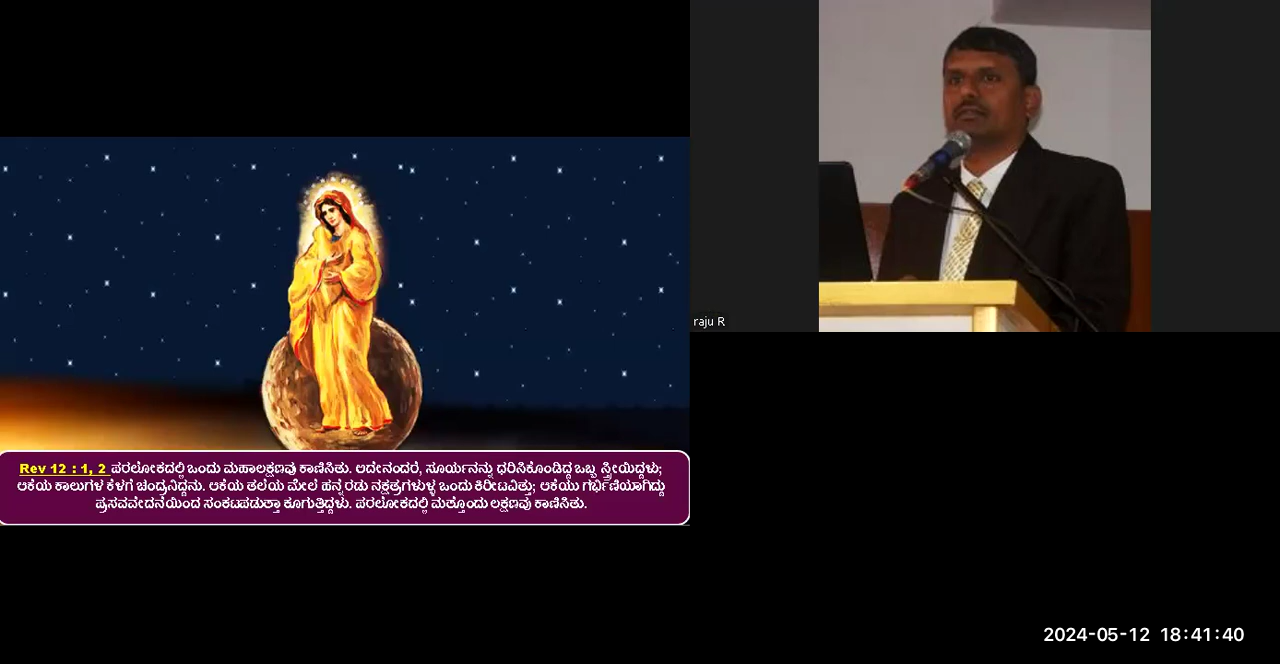 Rev 12 : 1, 2 ಪರಲೋಕದಲ್ಲಿ ಒಂದು ಮಹಾಲಕ್ಷಣವು ಕಾಣಿಸಿತು. ಅದೇನಂದರೆ, ಸೂರ್ಯನನ್ನು ಧರಿಸಿಕೊಂಡಿದ್ದ ಒಬ್ಬ ಸ್ತ್ರೀಯಿದ್ದಳು;
ಆಕೆಯ ಕಾಲುಗಳ ಕೆಳಗೆ ಚಂದ್ರನಿದ್ದನು. ಆಕೆಯ ತಲೆಯ ಮೇಲೆ ಹನ್ನೆರಡು ನಕ್ಷತ್ರಗಳುಳ್ಳ ಒಂದು ಕಿರೀಟವಿತ್ತು; ಆಕೆಯು ಗರ್ಭಿಣಿಯಾಗಿದ್ದು
ಪ್ರಸವವೇದನೆಯಿಂದ ಸಂಕಟಪಡುತ್ತಾ ಕೂಗುತ್ತಿದ್ದಳು. ಪರಲೋಕದಲ್ಲಿ ಮತ್ತೊಂದು ಲಕ್ಷಣವು ಕಾಣಿಸಿತು.
raju R
2024-05-12 18:41:40